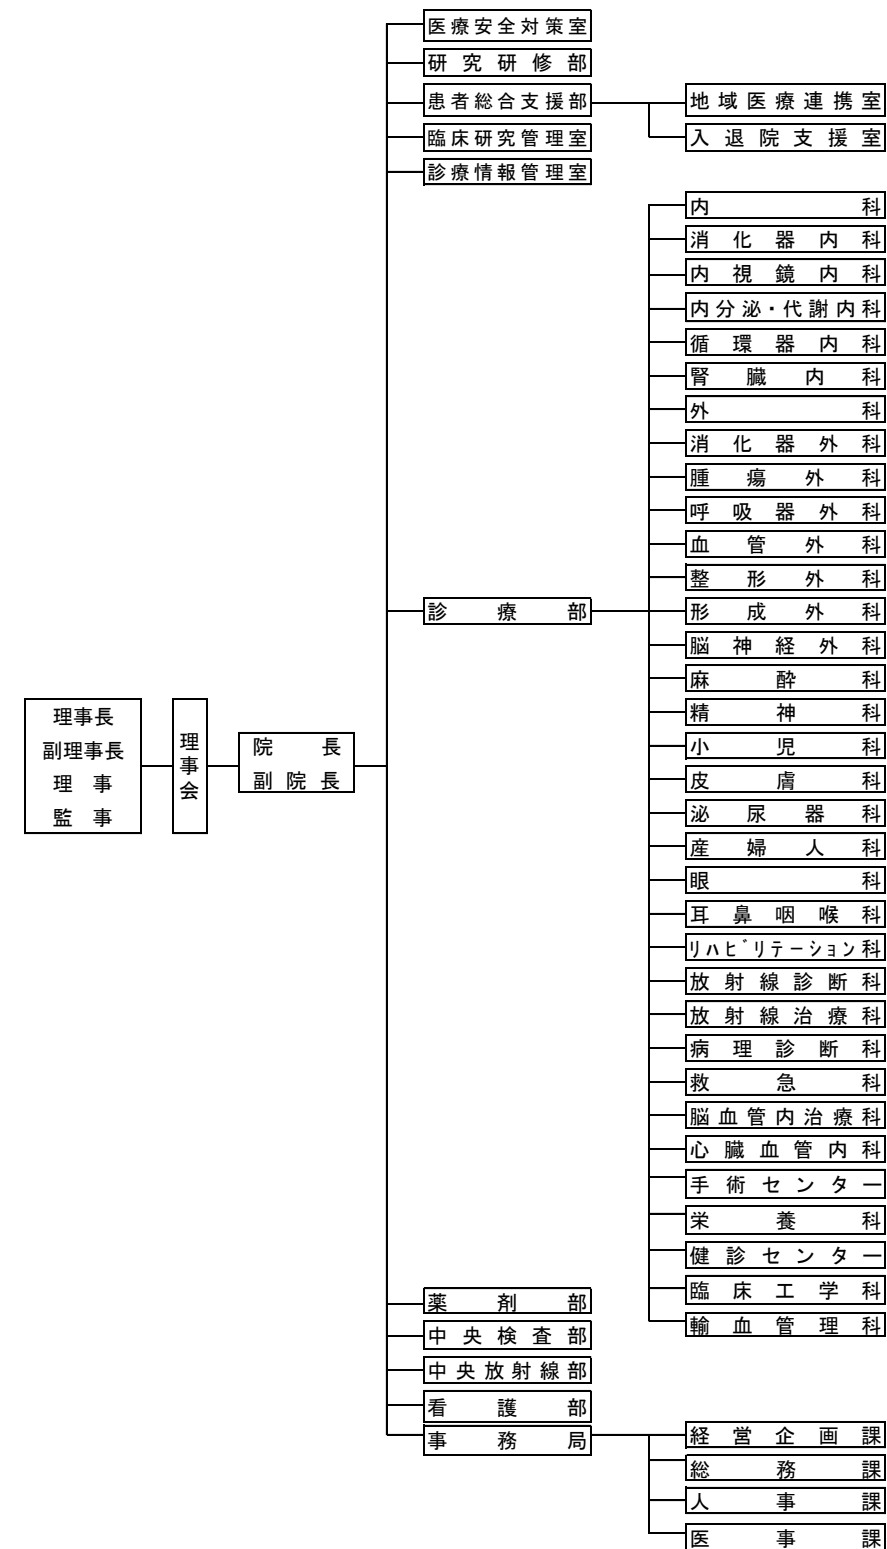 理事長
副理事長
理事
監事
理事会
院長
副院長
医療安全対策室
研究研修部
患者総合支援部
地域医療連携室
入退院支援室
臨床研究管理室
診療情報管理室
診療部
内科
消化器内科
内視鏡内科
内分泌・代謝内科
循環器内科
腎臓内科
外科
消化器外科
腫瘍外科
呼吸器外科
血管外科
整形外科
形成外科
脳神経外科
麻酔科
精神科
小児科
皮膚科
泌尿器科
産婦人科
眼科
耳鼻咽喉科
ﾘﾊﾋﾞﾘﾃｰｼｮﾝ科
放射線診断科
放射線治療科
病理診断科
救急科
脳血管内治療科
心臓血管内科
手術センター
栄養科
健診センター
臨床工学科
輸血管理科
薬剤部
中央検査部
中央放射線部
看護部
事務局
経営企画課
総務課
人事課
医事課